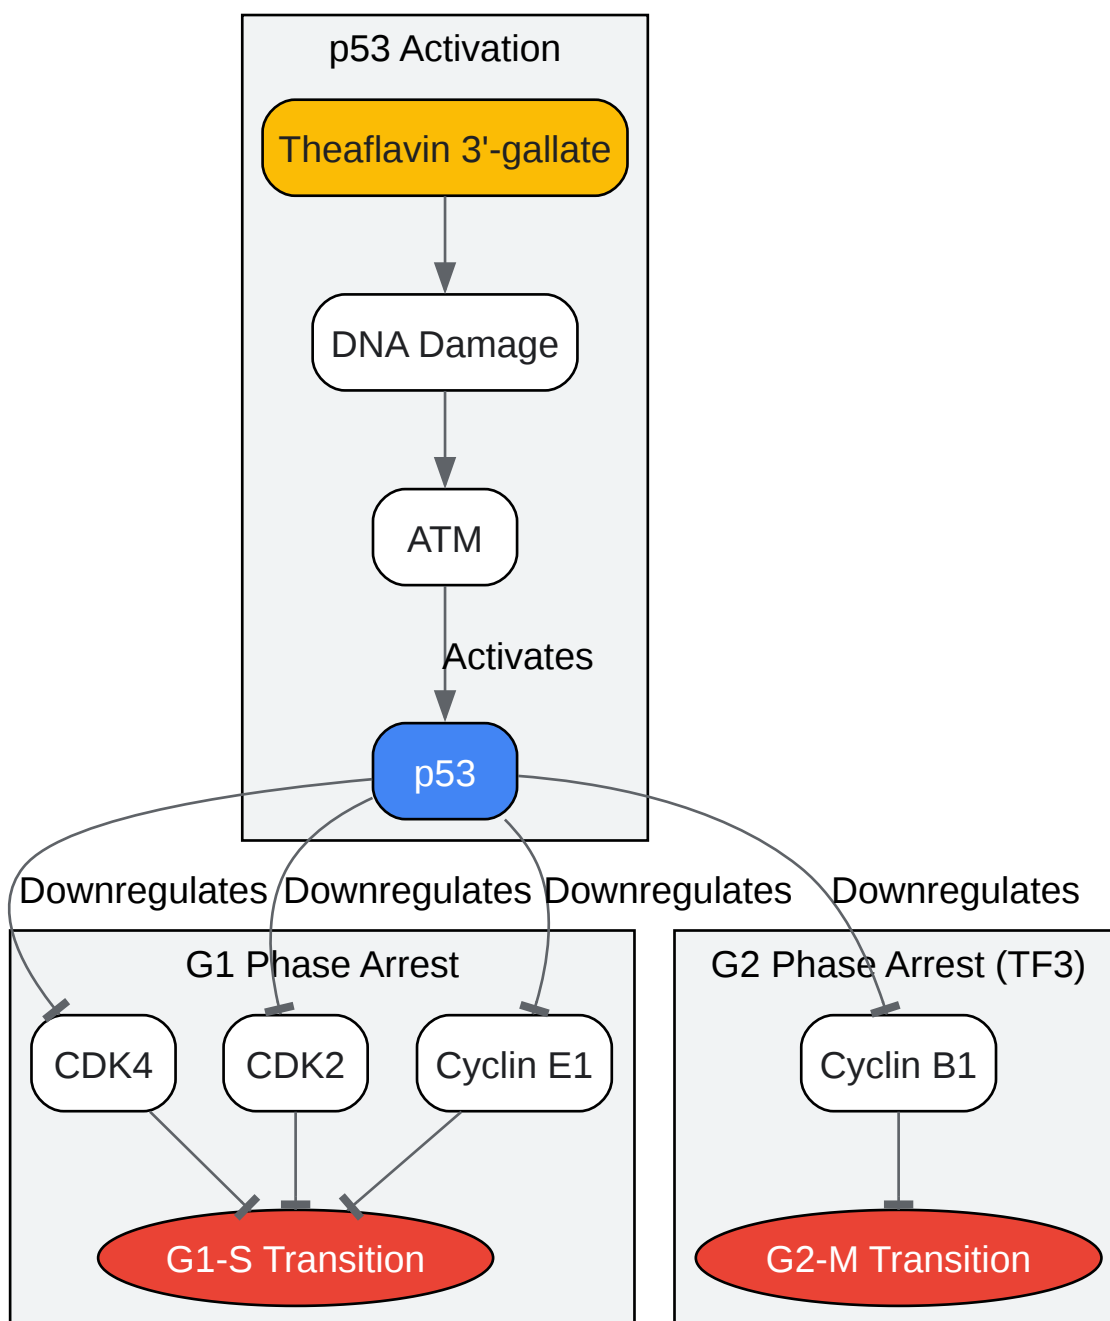 p53 Activation
Theaflavin 3'-gallate
DNA Damage
ATM
Activates
p53
Downregulates Downregulates Downregulates Downregulates
G1 Phase Arrest
G2 Phase Arrest (TF3)
CDK4
CDK2
Cyclin E1
Cyclin B1
G1-S Transition
G2-M Transition